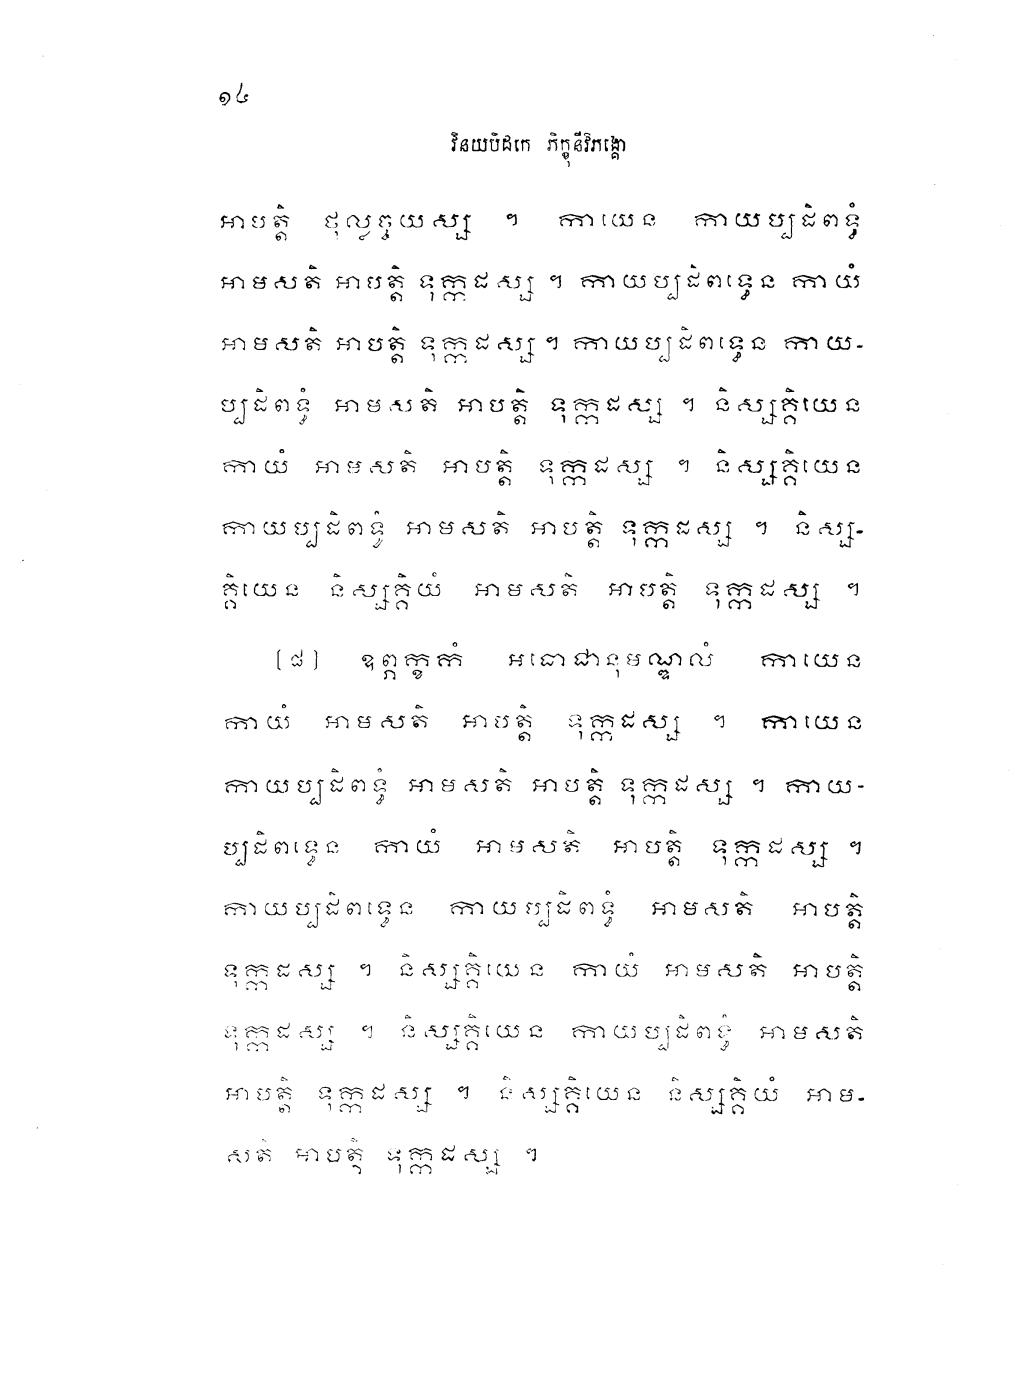 ១៤
វិនយបិដកេ ភិក្ខុនីវិភង្គោ
អាបត្តិ ថុល្លច្ចយស្ស ។ កាយេន កាយប្បដិពទ្ធំ
អាមសតិ អាបត្តិ ទុក្កដស្ស ។ កាយប្បដិពទ្ធេន កាយំ
អាមសតិ អាបត្តិ ទុក្កដស្ស ។ កាយប្បដិពទ្ធេន កាយ-
ប្បដិពទ្ធំ អាមសតិ អាបត្តិ ទុក្កដស្ស ។ និស្សគ្គិយេន
កាយំ អាមសតិ អាបត្តិ ទុក្កដស្ស ។ និស្សគ្គិយេន
កាយប្បដិពទ្ធំ អាមសតិ អាបត្តិ ទុក្កដស្ស ។ និស្ស-
គ្គិយេន និស្សគ្គិយំ អាមសតិ អាបត្តិ ទុក្កដស្ស ។
[៨] ឧព្ភក្ខកំ អធោជានុមណ្ឌលំ កាយេន
កាយំ អាមសតិ អាបត្តិ ទុក្កដស្ស ។ កាយេន
កាយប្បដិពទ្ធំ អាមសតិ អាបត្តិ ទុក្កដស្ស ។ កាយ-
ប្បដិពទ្ធេន កាយំ អាមសតិ អាបត្តិ ទុក្កដស្ស ។
កាយប្បដិពទ្ធេន កាយប្បដិពទ្ធំ អាមសតិ អាបត្តិ
ទុក្កដស្ស ។ និស្សគ្គិយេន កាយំ អាមសតិ អាបត្តិ
ទុក្កដស្ស ។ និស្សគ្គិយេន កាយប្បដិពទ្ធំ អាមសតិ
អាបត្តិ ទុក្កដស្ស ។ និស្សគ្គិយេន និស្សគ្គិយំ អាម-
សតិ អាបត្តិ ទុក្កដស្ស ។